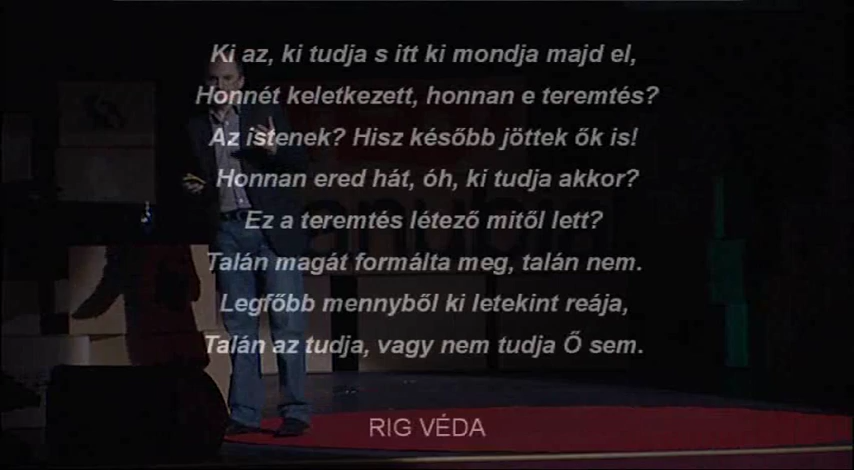 Ki az, ki tudja s itt ki mondja majd el,
Honnét keletkezett, honnan e teremtés?
Az istenek? Hisz később jöttek ők is!
Honnan ered hát, óh, ki tudja akkor?
Ez a teremtés létező mitől lett?
Talán magát formálta meg, talán nem.
Legfőbb mennyből ki letekint reája,
Talán az tudja, vagy nem tudja Ő sem.
RIG VÉDA